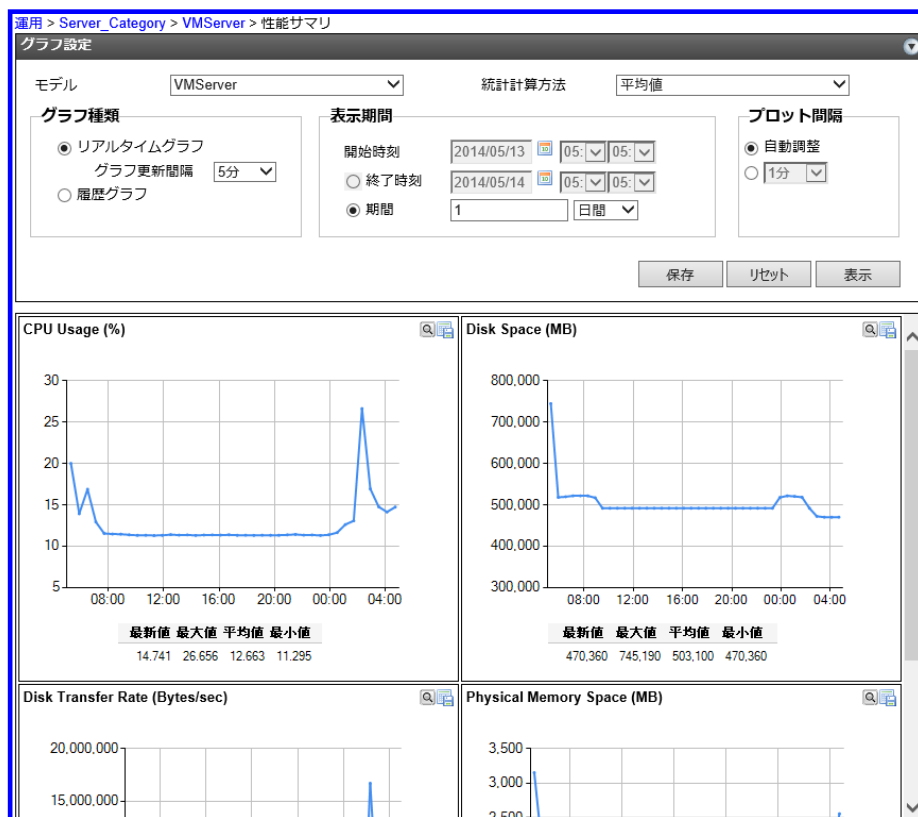 運用 > Server_Category > VMServer > 性能サマリ
グラフ設定
モデル VMServer 統計計算方法 平均値
グラフ種類 表示期間 プロット間隔
リアルタイムグラフ 開始時刻 2014/05/13 05: 05: 自動調整
グラフ更新間隔 5分 終了時刻 2014/05/14 05: 05: 1分
履歴グラフ 期間 1 日間
保存 リセット 表示
CPU Usage (%)
30
25
20
15
10
5
08:00 12:00 16:00 20:00 00:00 04:00
最新値 最大値 平均値 最小値
14.741 26.656 12.663 11.295
Disk Space (MB)
800,000
700,000
600,000
500,000
400,000
300,000
08:00 12:00 16:00 20:00 00:00 04:00
最新値 最大値 平均値 最小値
470,360 745,190 503,100 470,360
Disk Transfer Rate (Bytes/sec)
20,000,000
15,000,000
Physical Memory Space (MB)
3,500
3,000
2,500